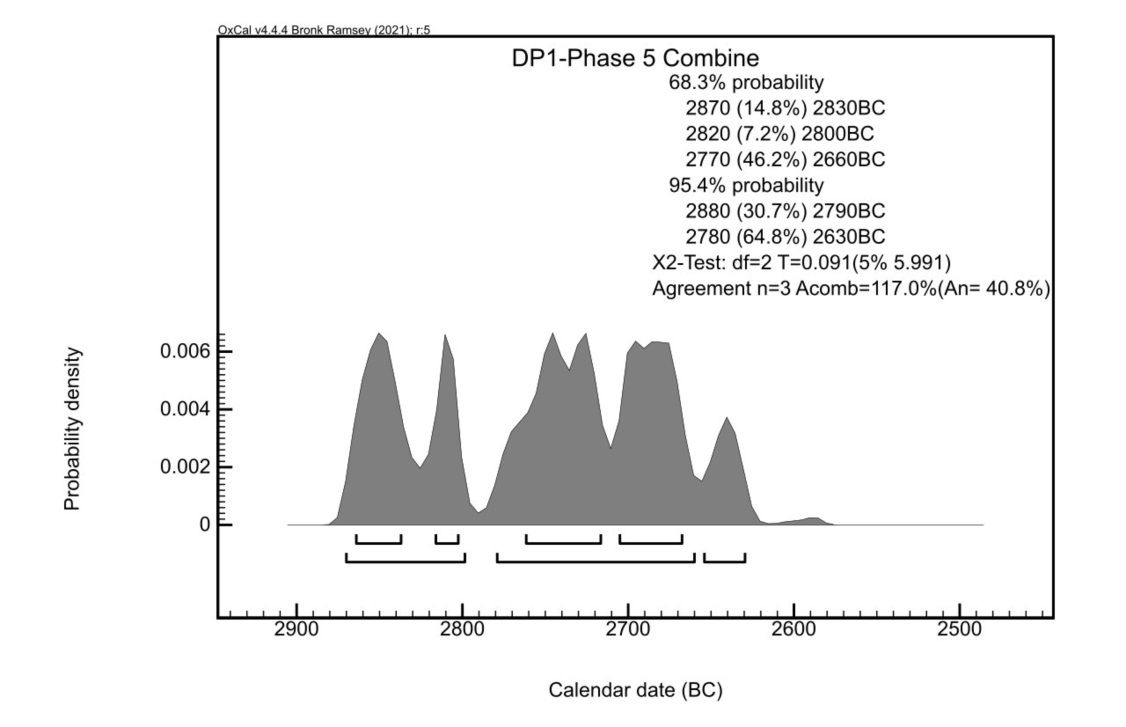 OxCal v4.4.4 Bronk Ramsey (2021); r:5
DP1-Phase 5 Combine
68.3% probability
2870 (14.8%) 2830BC
2820 (7.2%) 2800BC
2770 (46.2%) 2660BC
95.4% probability
2880 (30.7%) 2790BC
2780 (64.8%) 2630BC
X2-Test: df=2 T=0.091(5% 5.991)
Agreement n=3 Acomb=117.0%(An= 40.8%)
Probability density
0.006
0.004
0.002
0
2900 2800 2700 2600 2500
Calendar date (BC)